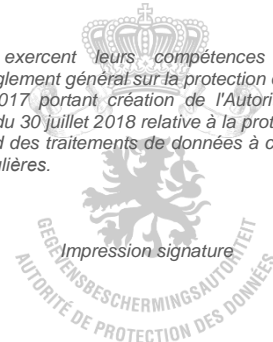 exercent leurs compétences
glement général sur la protection
017 portant création de l'Autori
du 30 juillet 2018 relative à la prot
d des traitements de données à c
ulières.
Impression signature
GEGEVENSBESCHERMINGSAUTORITEIT
AUTORITÉ DE PROTECTION DES DONNÉES